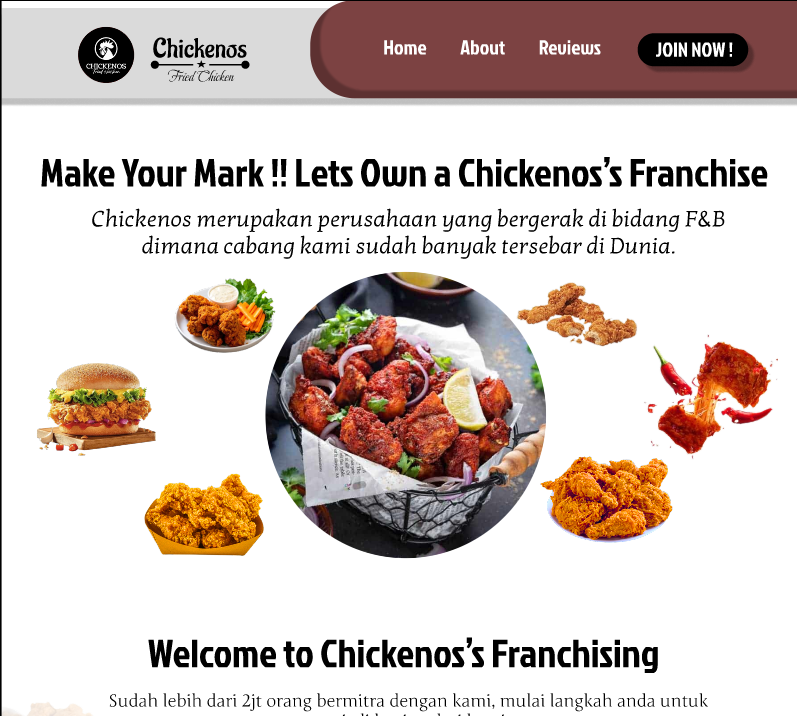 CHICKENOS
Fried Chicken
Chickenos
Fried Chicken
Home About Reviews JOIN NOW !
Make Your Mark !! Lets Own a Chickenos's Franchise
Chickenos merupakan perusahaan yang bergerak di bidang F&B
dimana cabang kami sudah banyak tersebar di Dunia.
Welcome to Chickenos's Franchising
Sudah lebih dari 2jt orang bermitra dengan kami, mulai langkah anda untuk